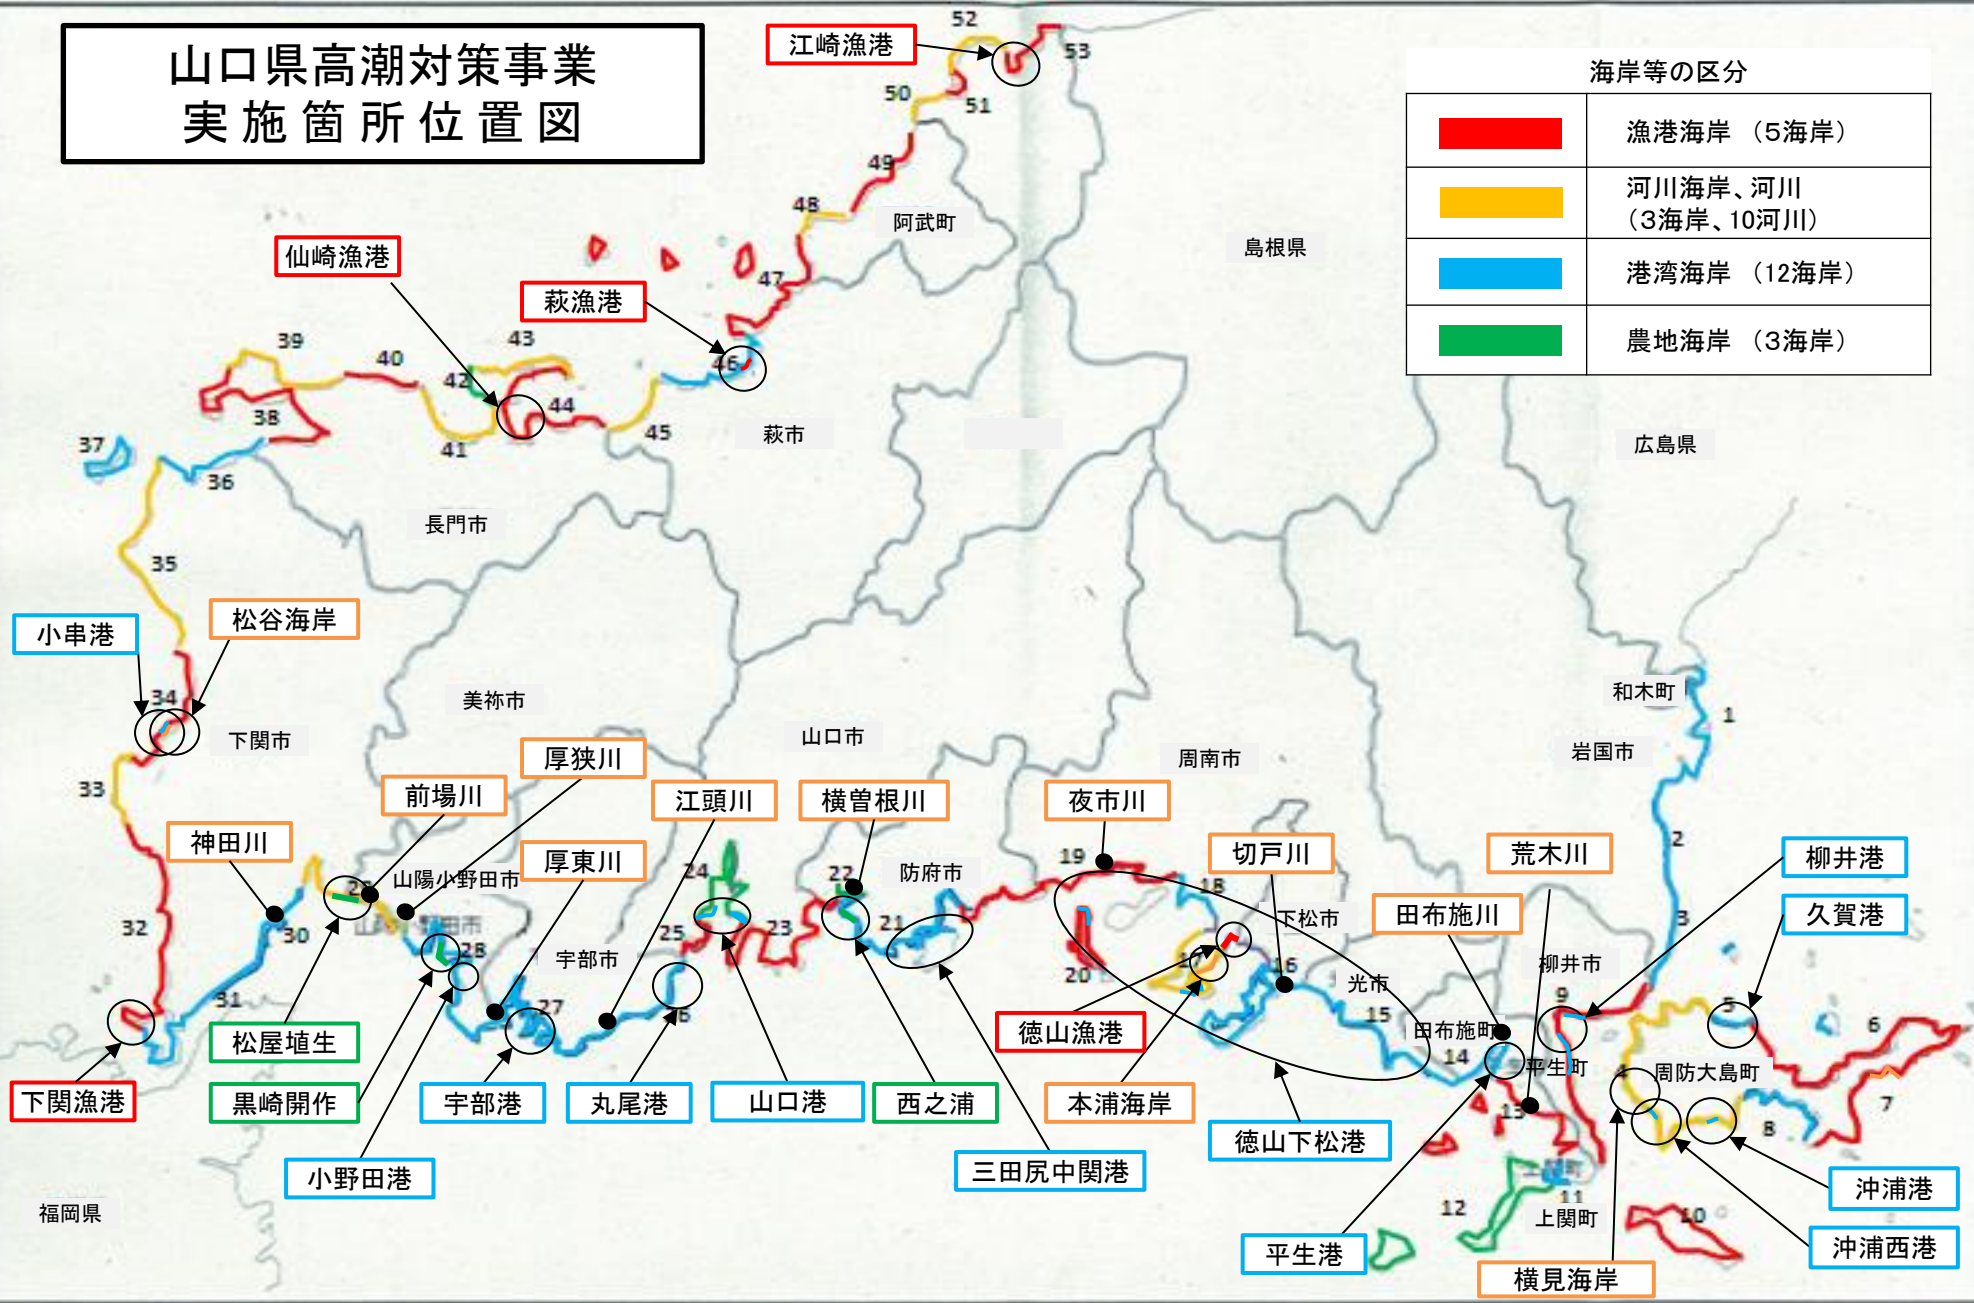 山口県高潮対策事業
実施箇所位置図
海岸等の区分
漁港海岸 （5海岸）
河川海岸、河川
（3海岸、10河川）
港湾海岸 （12海岸）
農地海岸 （3海岸）
52
江崎漁港
53
50
51
49
48
阿武町
島根県
仙崎漁港
47
萩漁港
39
43
40
46
42
38
44
37
45
萩市
広島県
41
36
長門市
35
小串港
松谷海岸
34
美祢市
和木町
1
下関市
山口市
岩国市
周南市
33
厚狭川
前場川
江頭川
横曽根川
夜市川
神田川
2
厚東川
19
切戸川
荒木川
柳井港
24
22
防府市
山陽小野田市
18
久賀港
32
30
25
23
21
下松市
田布施川
3
28
宇部市
17
20
16
光市
柳井市
9
31
27
15
5
6
松屋埴生
徳山漁港
田布施町
14
平生町
4
周防大島町
下関漁港
黒崎開作
宇部港
丸尾港
山口港
西之浦
本浦海岸
13
7
8
徳山下松港
小野田港
三田尻中関港
沖浦港
12
11
上関町
10
福岡県
平生港
沖浦西港
横見海岸